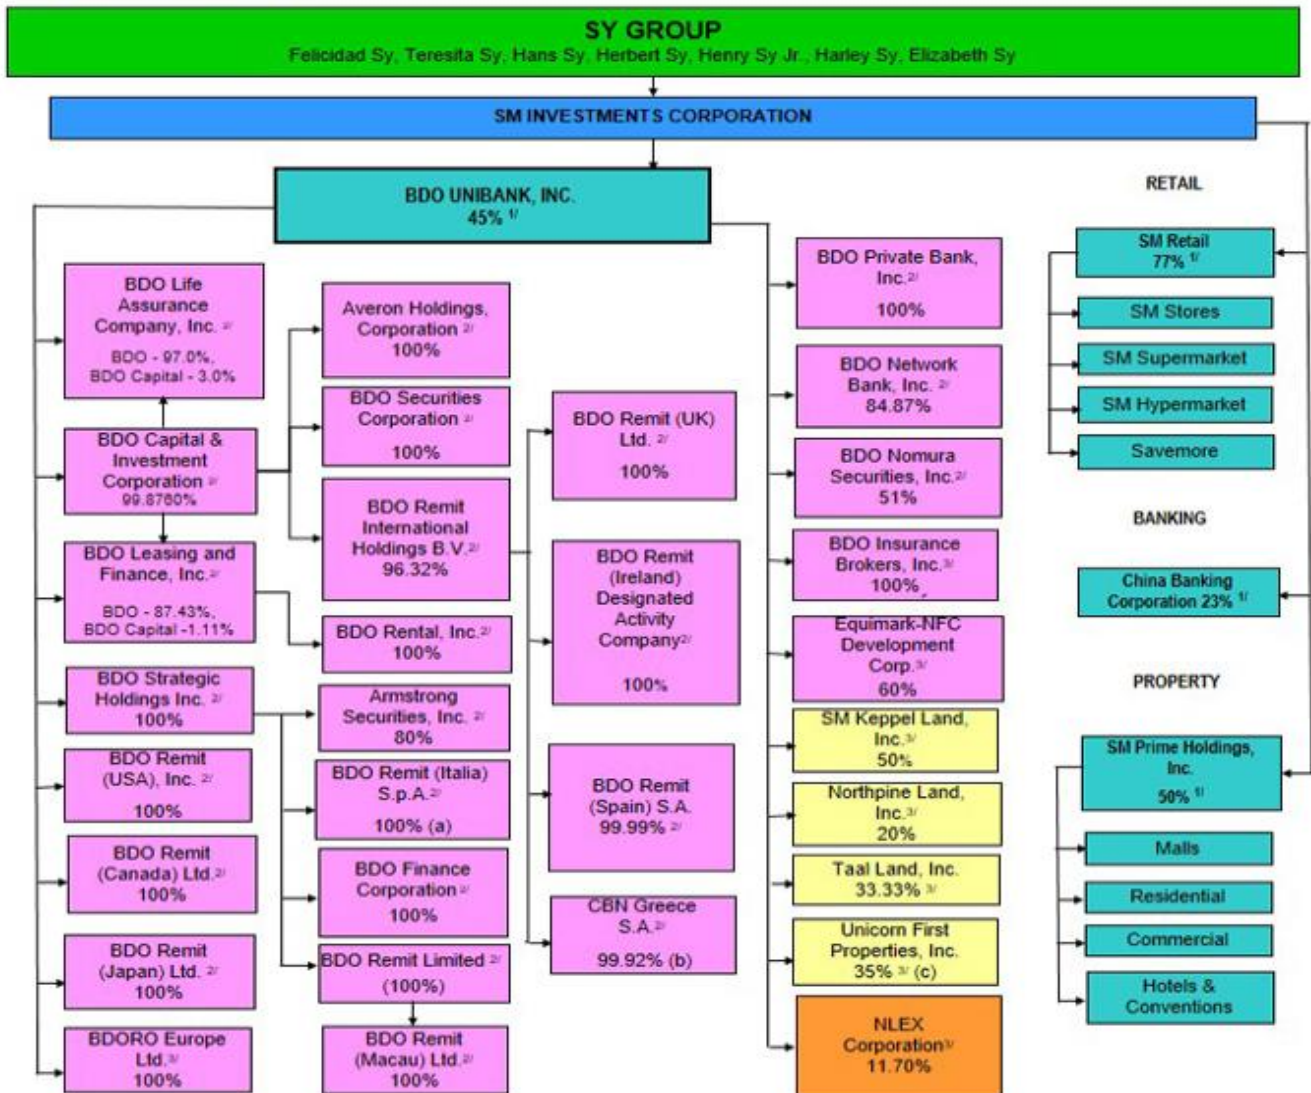 SY GROUP
Felicidad Sy, Teresita Sy, Hans Sy, Herbert Sy, Henry Sy Jr., Harley Sy, Elizabeth Sy
SM INVESTMENTS CORPORATION
BDO UNIBANK, INC.
45% 1/
BDO Life
Assurance
Company, Inc. 2/
BDO - 97.0%,
BDO Capital - 3.0%
BDO Capital &
Investment
Corporation 2/
99.8760%
BDO Leasing and
Finance, Inc.2/
BDO - 87.43%,
BDO Capital -1.11%
BDO Strategic
Holdings Inc. 2/
100%
BDO Remit
(USA), Inc. 2/
100%
BDO Remit
(Canada) Ltd.2/
100%
BDO Remit
(Japan) Ltd. 2/
100%
BDORO Europe
Ltd.3/
100%
Averon Holdings,
Corporation 2/
100%
BDO Securities
Corporation 2/
100%
BDO Remit
International
Holdings B.V.2/
96.32%
BDO Rental, Inc.2/
100%
Armstrong
Securities, Inc. 2/
80%
BDO Remit (Italia)
S.p.A.2/
100% (a)
BDO Finance
Corporation 2/
100%
BDO Remit Limited 2/
(100%)
BDO Remit
(Macau) Ltd.2/
100%
BDO Remit (UK)
Ltd. 2/
100%
BDO Remit
(Ireland)
Designated
Activity
Company2/
100%
BDO Remit
(Spain) S.A.
99.99% 2/
CBN Greece
S.A.2/
99.92% (b)
BDO Private Bank,
Inc.2/
100%
BDO Network
Bank, Inc. 2/
84.87%
BDO Nomura
Securities, Inc.2/
51%
BDO Insurance
Brokers, Inc.3/
100%
Equimark-NFC
Development
Corp.3/
60%
SM Keppel Land,
Inc.3/
50%
Northpine Land,
Inc.3/
20%
Taal Land, Inc.
33.33% 3/
Unicorn First
Properties, Inc.
35% 3/ (c)
NLEX
Corporation3/
11.70%
RETAIL
SM Retail
77% 1/
SM Stores
SM Supermarket
SM Hypermarket
Savemore
BANKING
China Banking
Corporation 23% 1/
PROPERTY
SM Prime Holdings,
Inc.
50% 1/
Malls
Residential
Commercial
Hotels &
Conventions